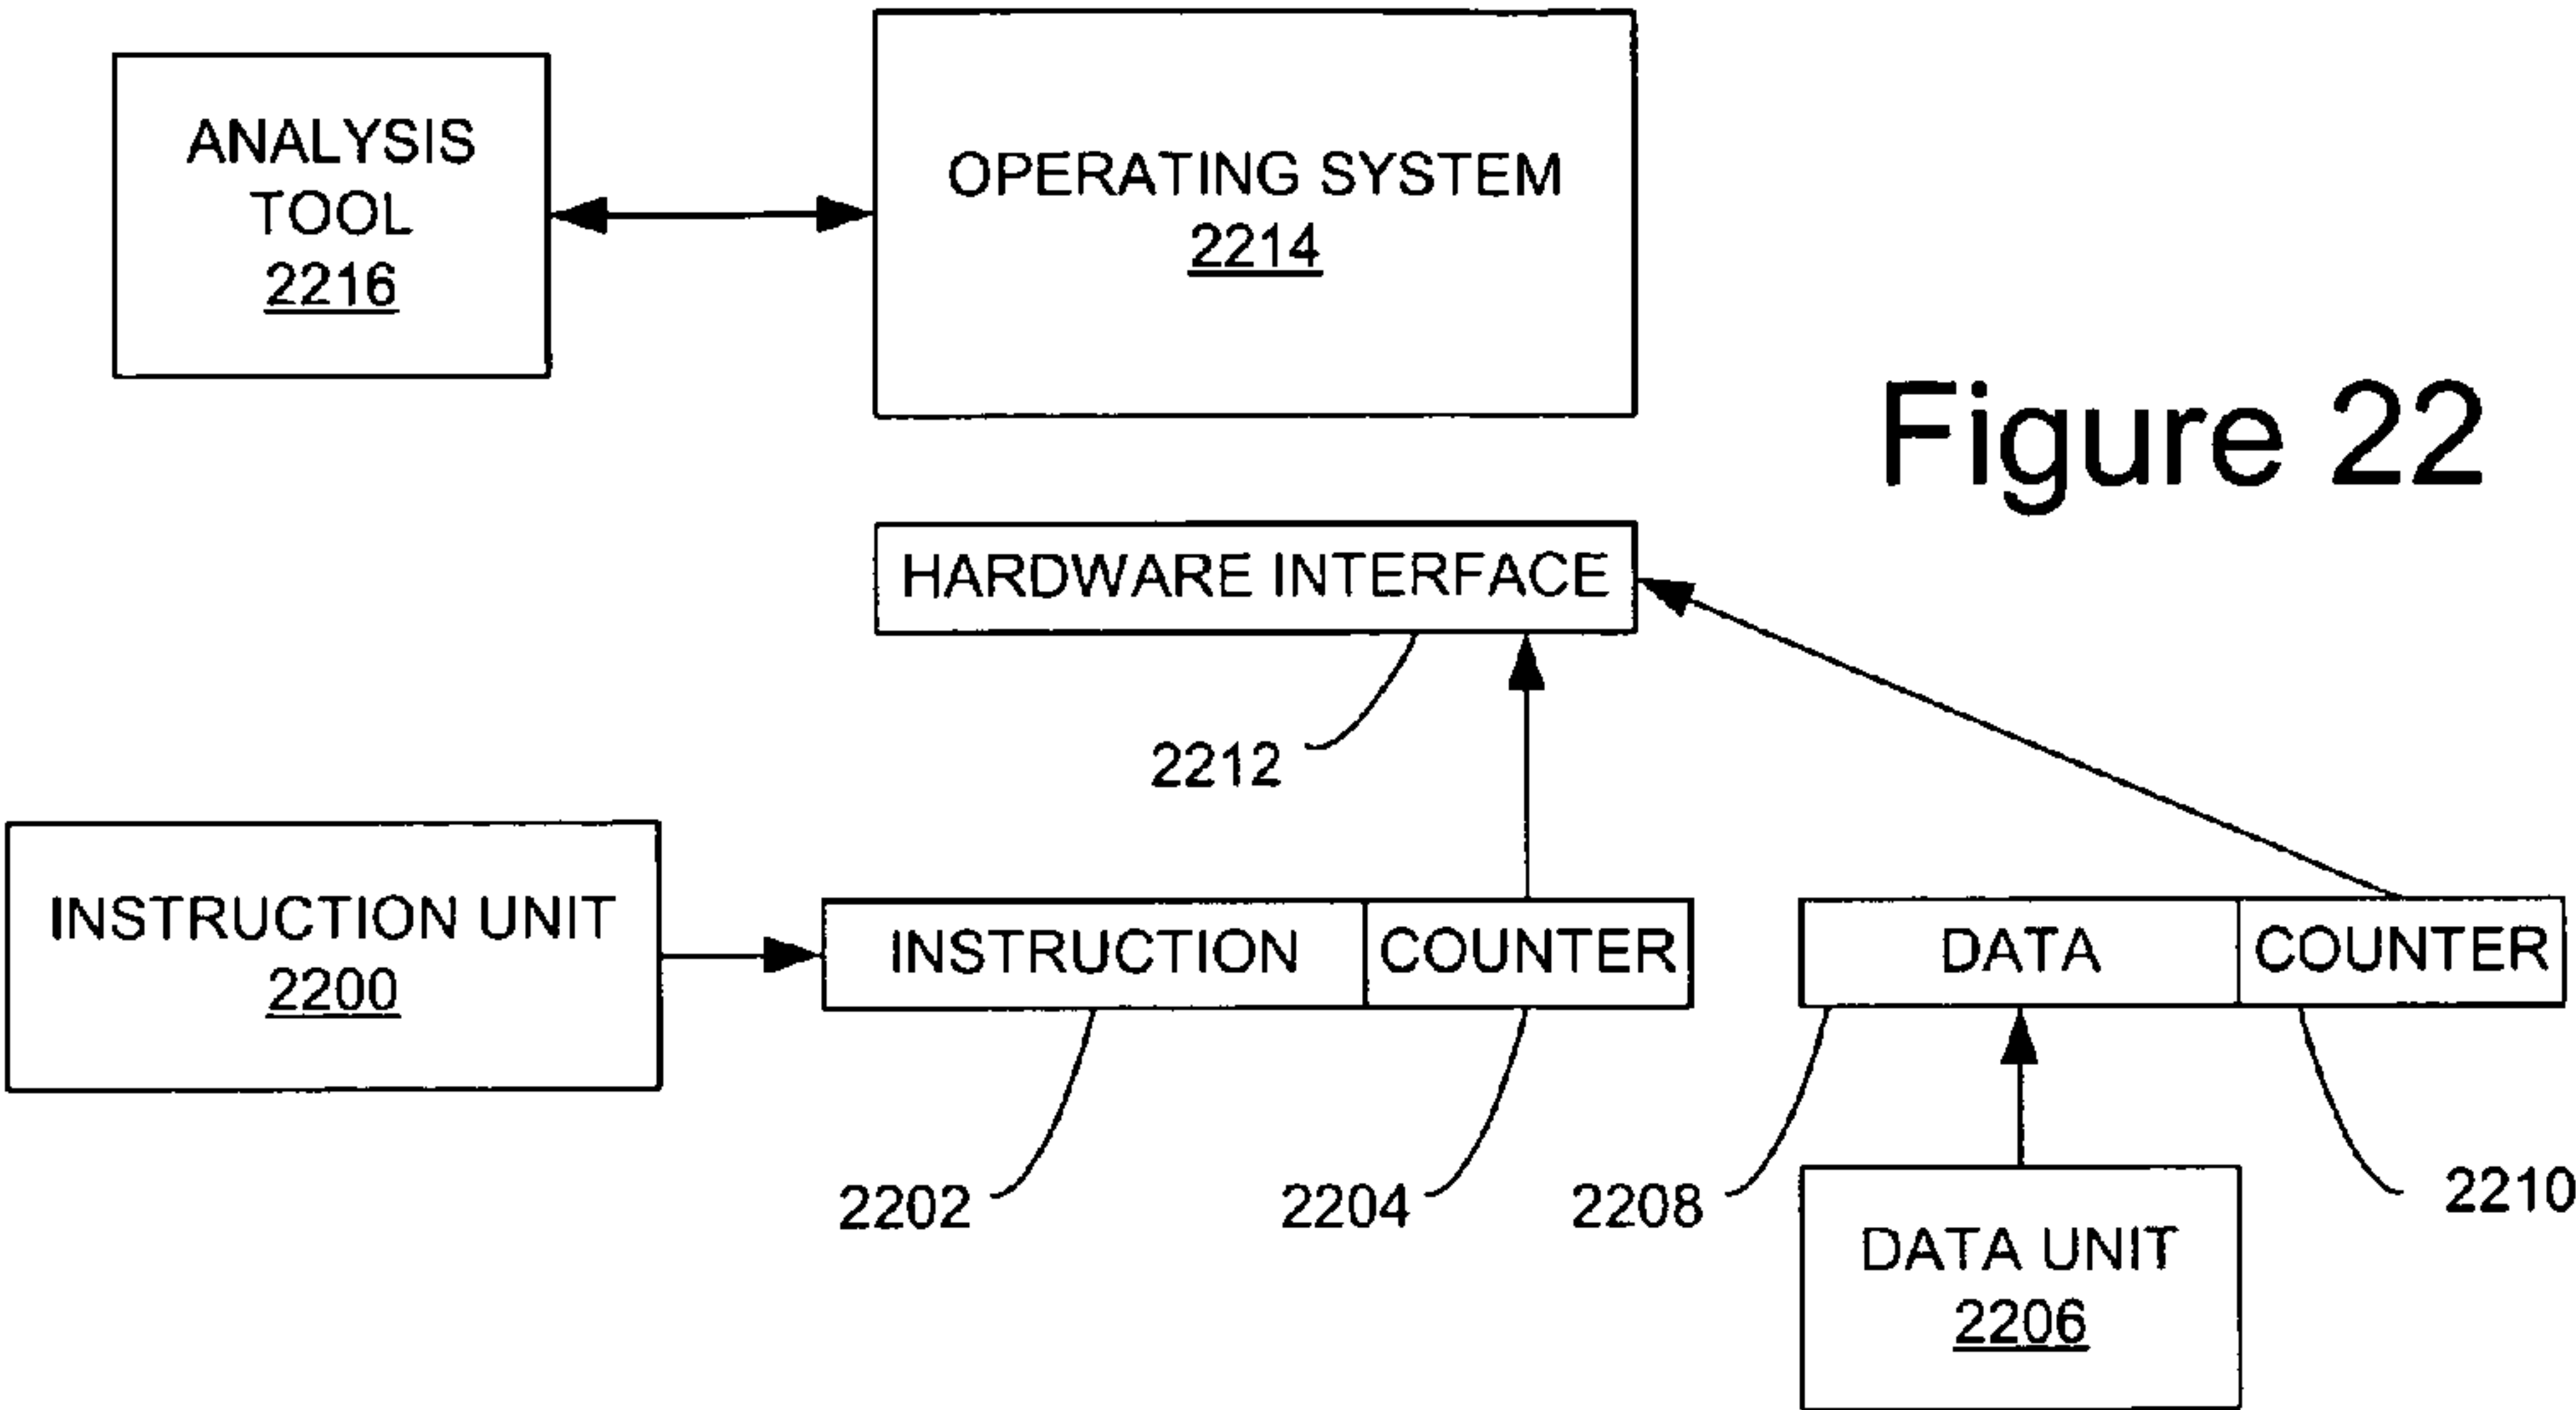 ANALYSIS
TOOL
2216
OPERATING SYSTEM
2214
Figure 22
HARDWARE INTERFACE
2212
INSTRUCTION UNIT
2200
INSTRUCTION
COUNTER
DATA
COUNTER
2202
2204
2208
2210
DATA UNIT
2206